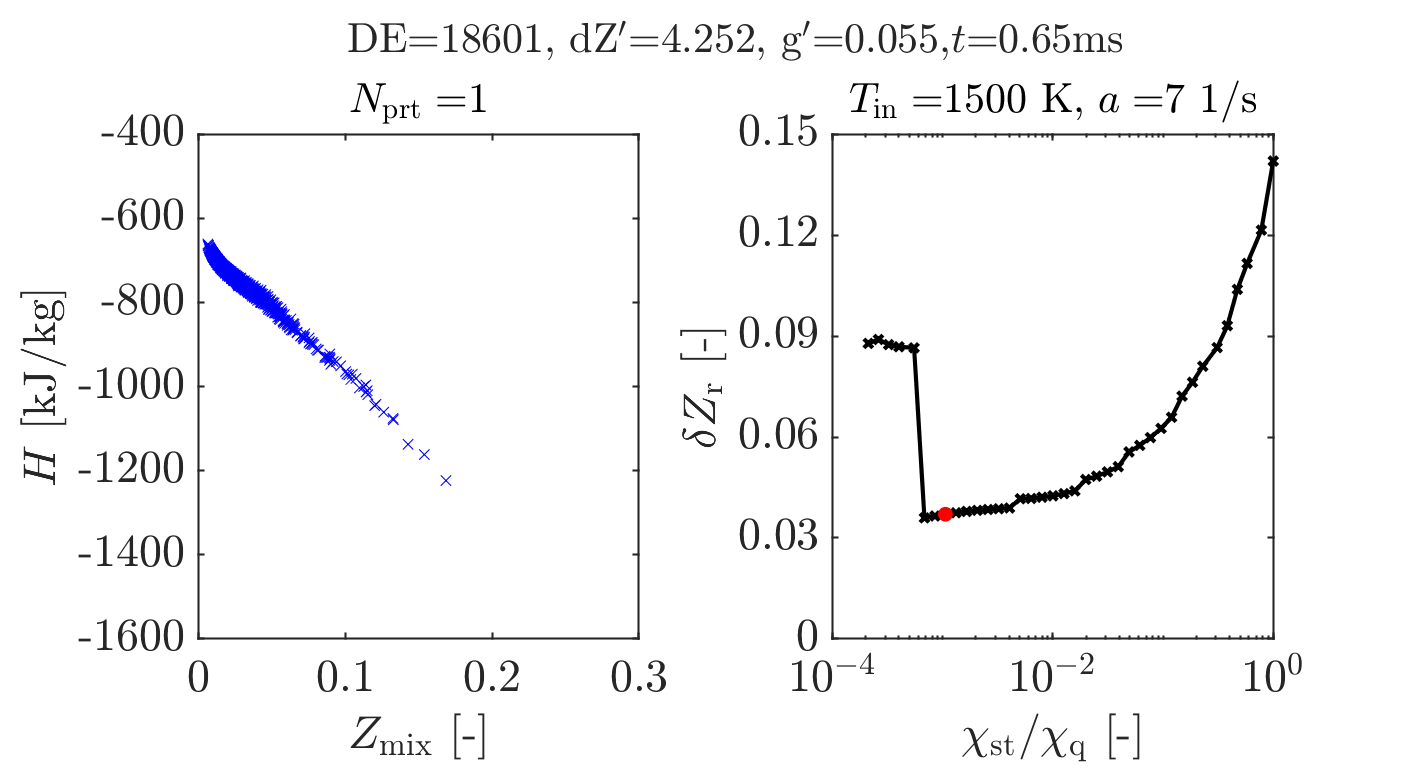 DE=18601, dZ′=4.252, g′=0.055,t=0.65ms
N_prt =1
-400
-600
-800
-1000
-1200
-1400
-1600
H [kJ/kg]
0 0.1 0.2 0.3
Z_mix [-]
T_in =1500 K, a =7 1/s
0.15
0.12
0.09
0.06
0.03
0
δZ_r [-]
10^−4 10^−2 10^0
χ_st/χ_q [-]